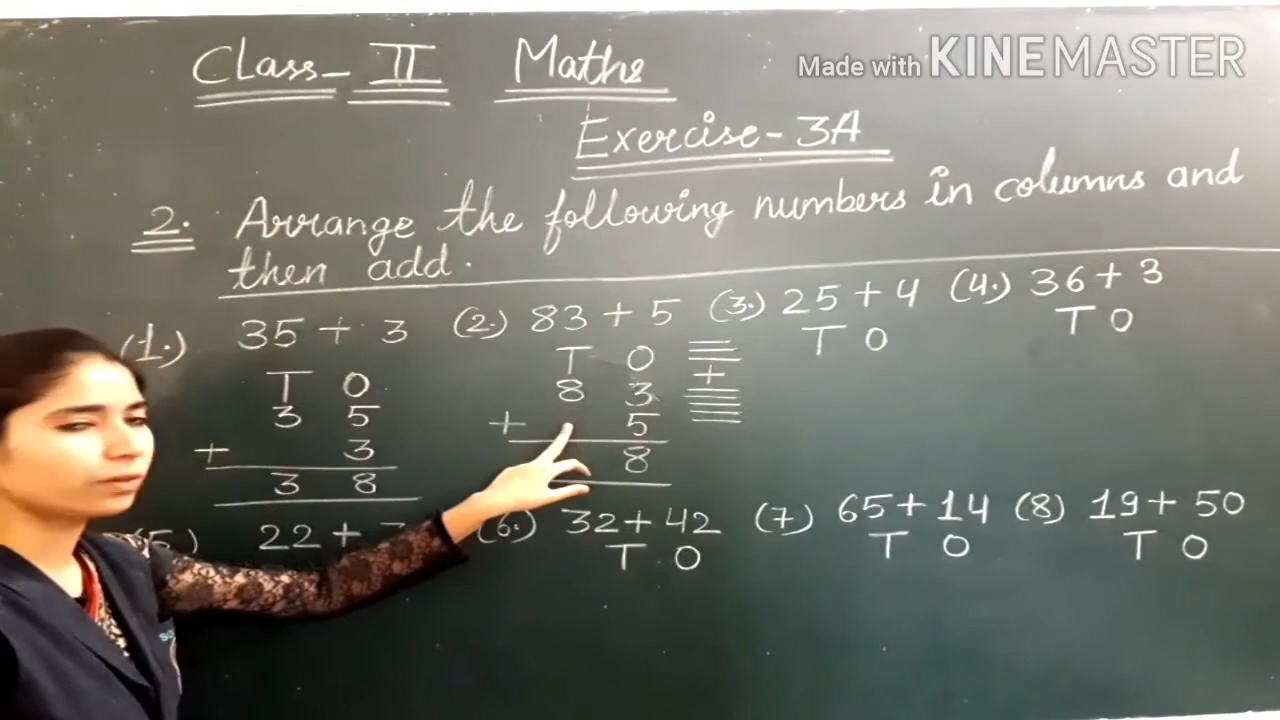 Made with KINEMASTER
Class- II Maths
Exercise-3A
2. Arrange the following numbers in columns and
then add.
(1.) 35 + 3 (2.) 83 + 5 (3.) 25 + 4 (4.) 36 + 3
T O T O T O T O
3 5 8 3 +
+ 3 + 5
3 8 8
(5.) 22 + (6.) 32 + 42 (7.) 65 + 14 (8) 19 + 50
T O T O T O